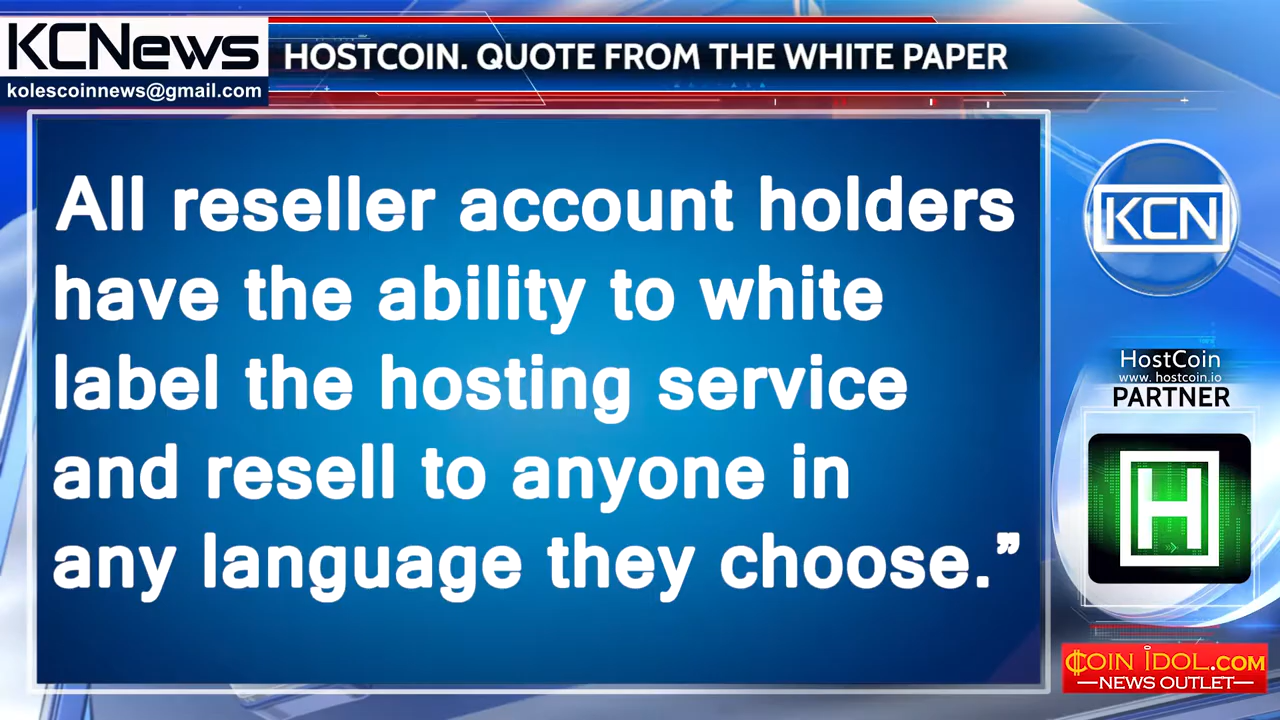 KCNews
kolescoinnews@gmail.com
HOSTCOIN. QUOTE FROM THE WHITE PAPER
All reseller account holders
have the ability to white
label the hosting service
and resell to anyone in
any language they choose.”
KCN
HostCoin
www. hostcoin.io
PARTNER
H
COIN IDOL.COM
—NEWS OUTLET—